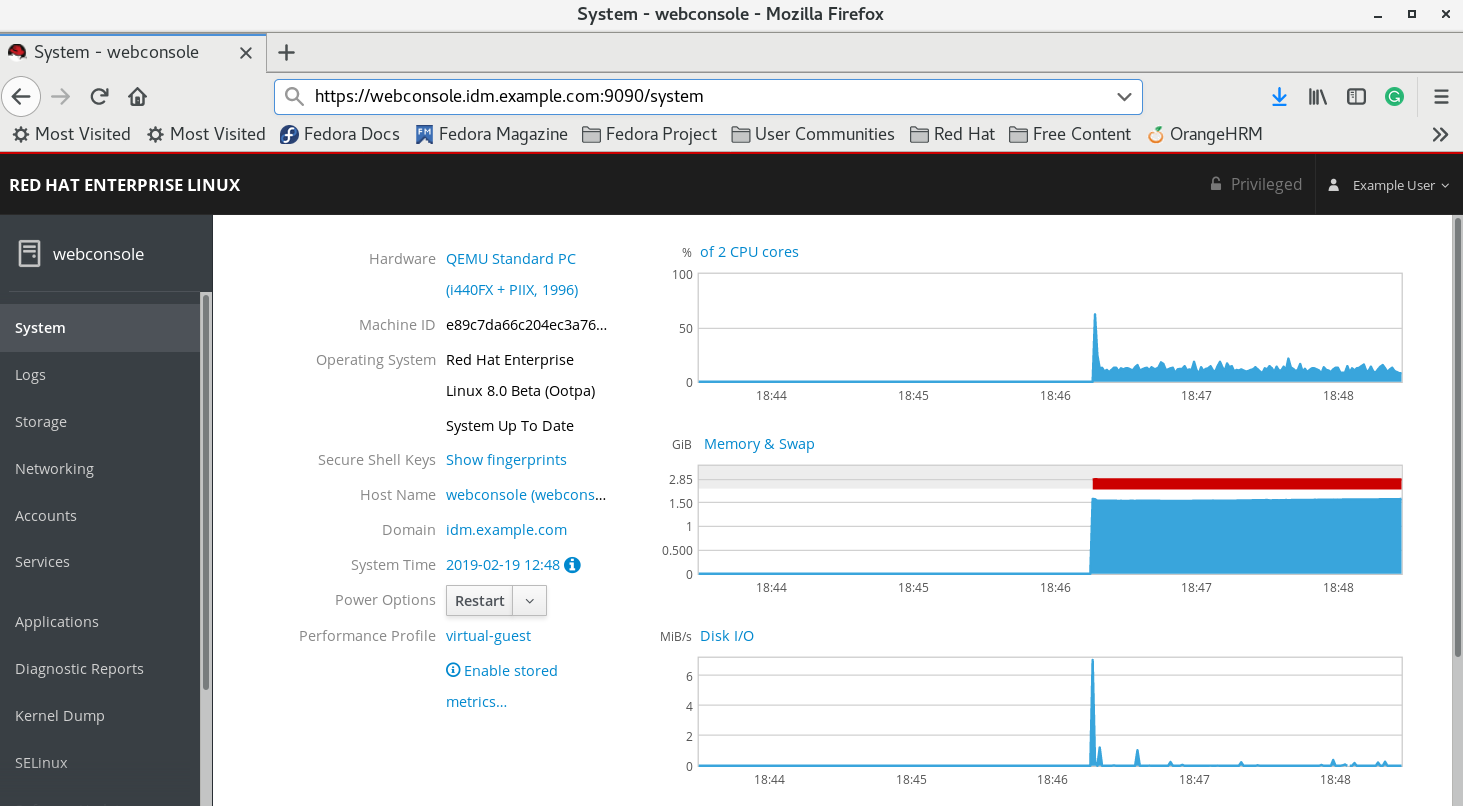 System - webconsole - Mozilla Firefox
System - webconsole
https://webconsole.idm.example.com:9090/system
Most Visited Most Visited Fedora Docs Fedora Magazine Fedora Project User Communities Red Hat Free Content OrangeHRM
RED HAT ENTERPRISE LINUX
Privileged
Example User
webconsole
System
Logs
Storage
Networking
Accounts
Services
Applications
Diagnostic Reports
Kernel Dump
SELinux
Hardware QEMU Standard PC
(i440FX + PIIX, 1996)
Machine ID e89c7da66c204ec3a76...
Operating System Red Hat Enterprise
Linux 8.0 Beta (Ootpa)
System Up To Date
Secure Shell Keys Show fingerprints
Host Name webconsole (webcons...
Domain idm.example.com
System Time 2019-02-19 12:48
Power Options Restart
Performance Profile virtual-guest
Enable stored
metrics...
% of 2 CPU cores
100
50
0
18:44 18:45 18:46 18:47 18:48
GiB Memory & Swap
2.85
1.50
1
0.500
0
18:44 18:45 18:46 18:47 18:48
MiB/s Disk I/O
6
4
2
0
18:44 18:45 18:46 18:47 18:48